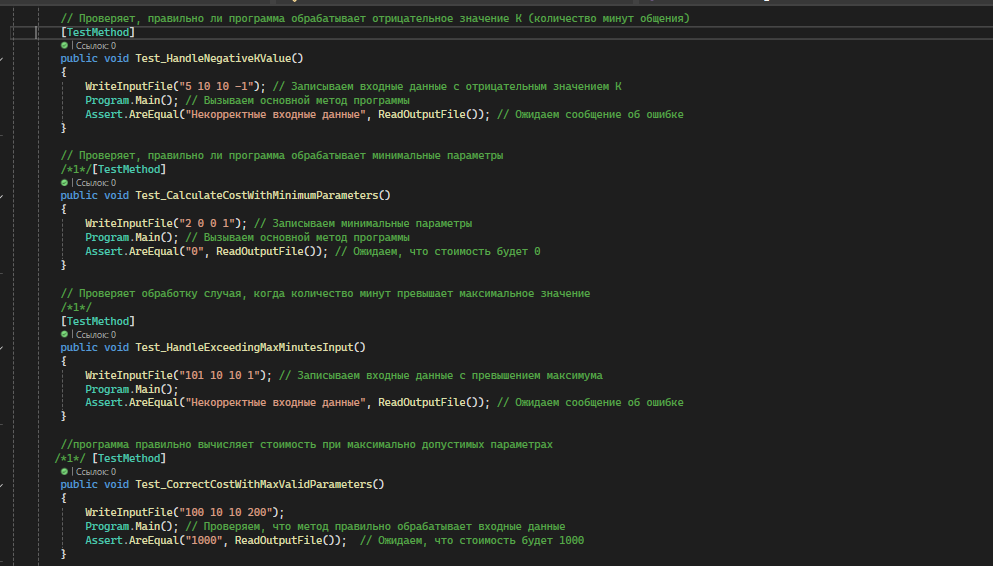 // Проверяет, правильно ли программа обрабатывает отрицательное значение К (количество минут общения)
[TestMethod]
| Ссылок: 0
public void Test_HandleNegativeKValue()
{
WriteInputFile("5 10 10 -1"); // Записываем входные данные с отрицательным значением К
Program.Main(); // Вызываем основной метод программы
Assert.AreEqual("Некорректные входные данные", ReadOutputFile()); // Ожидаем сообщение об ошибке
}
// Проверяет, правильно ли программа обрабатывает минимальные параметры
/*1*/[TestMethod]
| Ссылок: 0
public void Test_CalculateCostWithMinimumParameters()
{
WriteInputFile("2 0 0 1"); // Записываем минимальные параметры
Program.Main(); // Вызываем основной метод программы
Assert.AreEqual("0", ReadOutputFile()); // Ожидаем, что стоимость будет 0
}
// Проверяет обработку случая, когда количество минут превышает максимальное значение
/*1*/
[TestMethod]
| Ссылок: 0
public void Test_HandleExceedingMaxMinutesInput()
{
WriteInputFile("101 10 10 1"); // Записываем входные данные с превышением максимума
Program.Main();
Assert.AreEqual("Некорректные входные данные", ReadOutputFile()); // Ожидаем сообщение об ошибке
}
//программа правильно вычисляет стоимость при максимально допустимых параметрах
/*1*/ [TestMethod]
| Ссылок: 0
public void Test_CorrectCostWithMaxValidParameters()
{
WriteInputFile("100 10 10 200");
Program.Main(); // Проверяем, что метод правильно обрабатывает входные данные
Assert.AreEqual("1000", ReadOutputFile());  // Ожидаем, что стоимость будет 1000
}